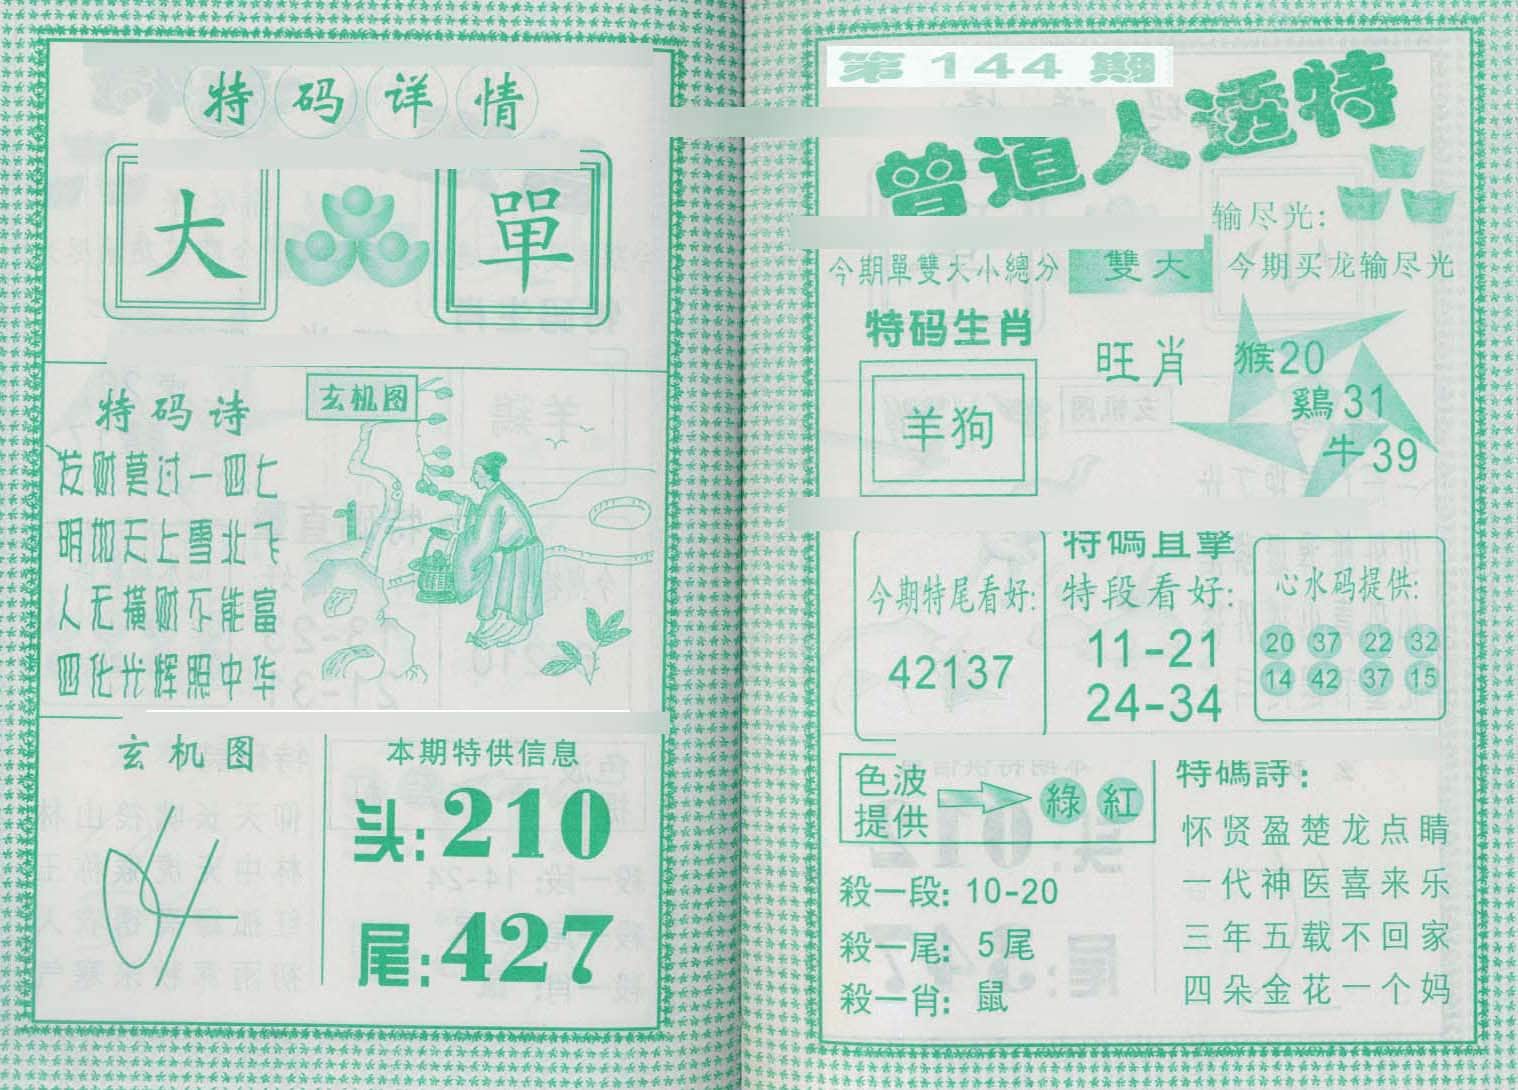 特码详情
大 單
特码诗
玄机图
发财莫过一四七
明如天上雪北飞
人无横财不能富
四化光辉照中华
1
玄机图
本期特供信息
头:210
尾:427
第144期
曾道人透特
输尽光:
今期單雙大小總分 雙大 今期买龙输尽光
特码生肖
羊狗
旺肖
猴20
鷄31
牛39
今期特尾看好:
42137
特碼直擊
特段看好:
11-21
24-34
心水码提供:
20 37 22 32
14 42 37 15
色波
提供
綠 紅
殺一段: 10-20
殺一尾: 5尾
殺一肖: 鼠
特碼詩:
怀贤盈楚龙点睛
一代神医喜来乐
三年五载不回家
四朵金花一个妈